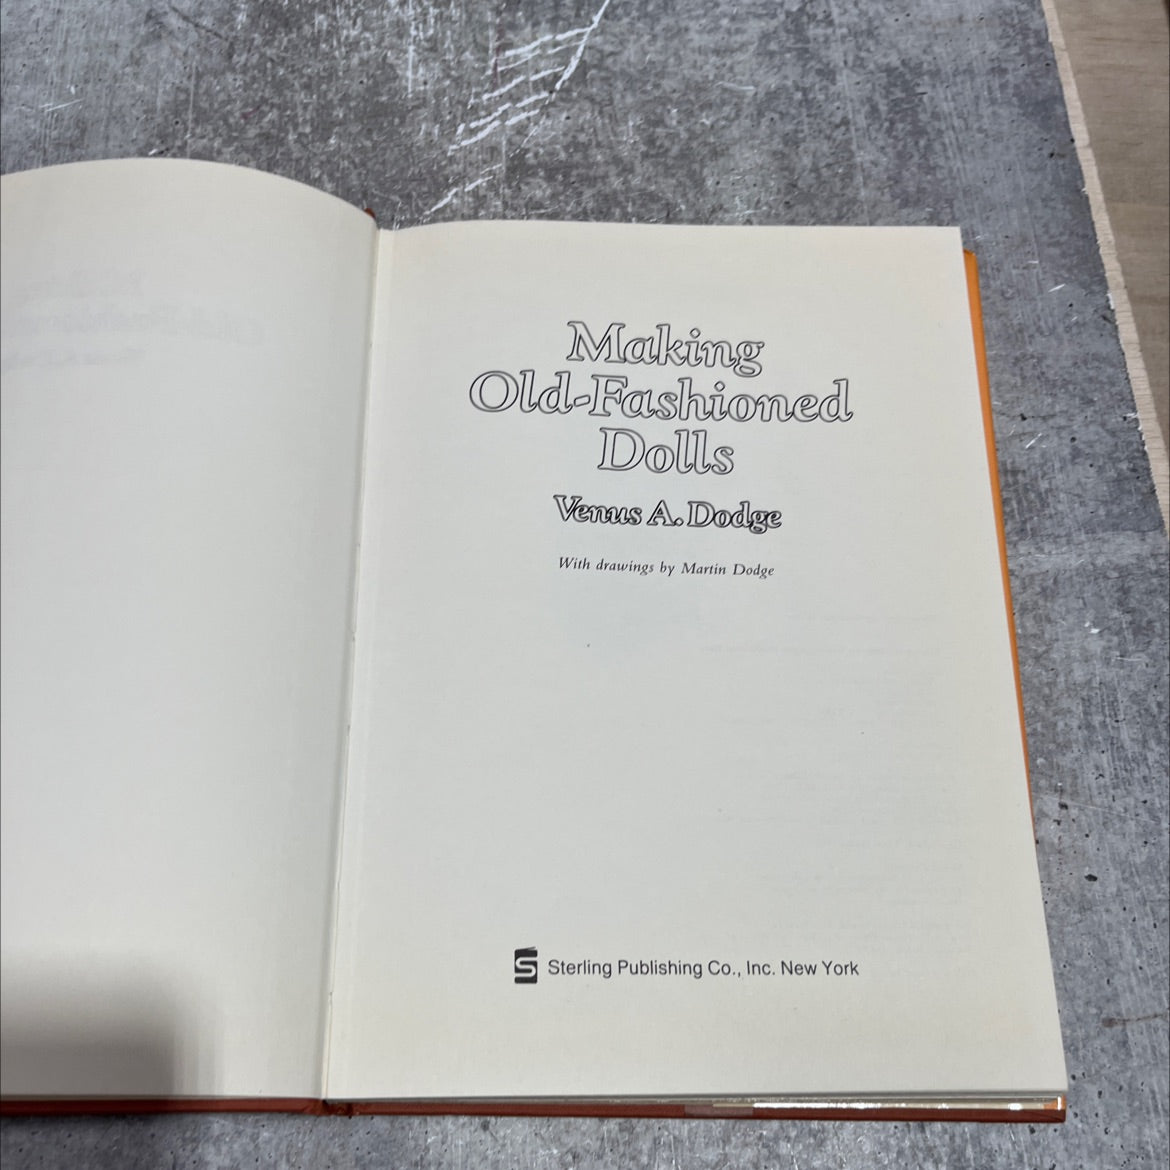 Making
Old-Fashioned
Dolls
Venus A. Dodge
With drawings by Martin Dodge
S Sterling Publishing Co., Inc. New York